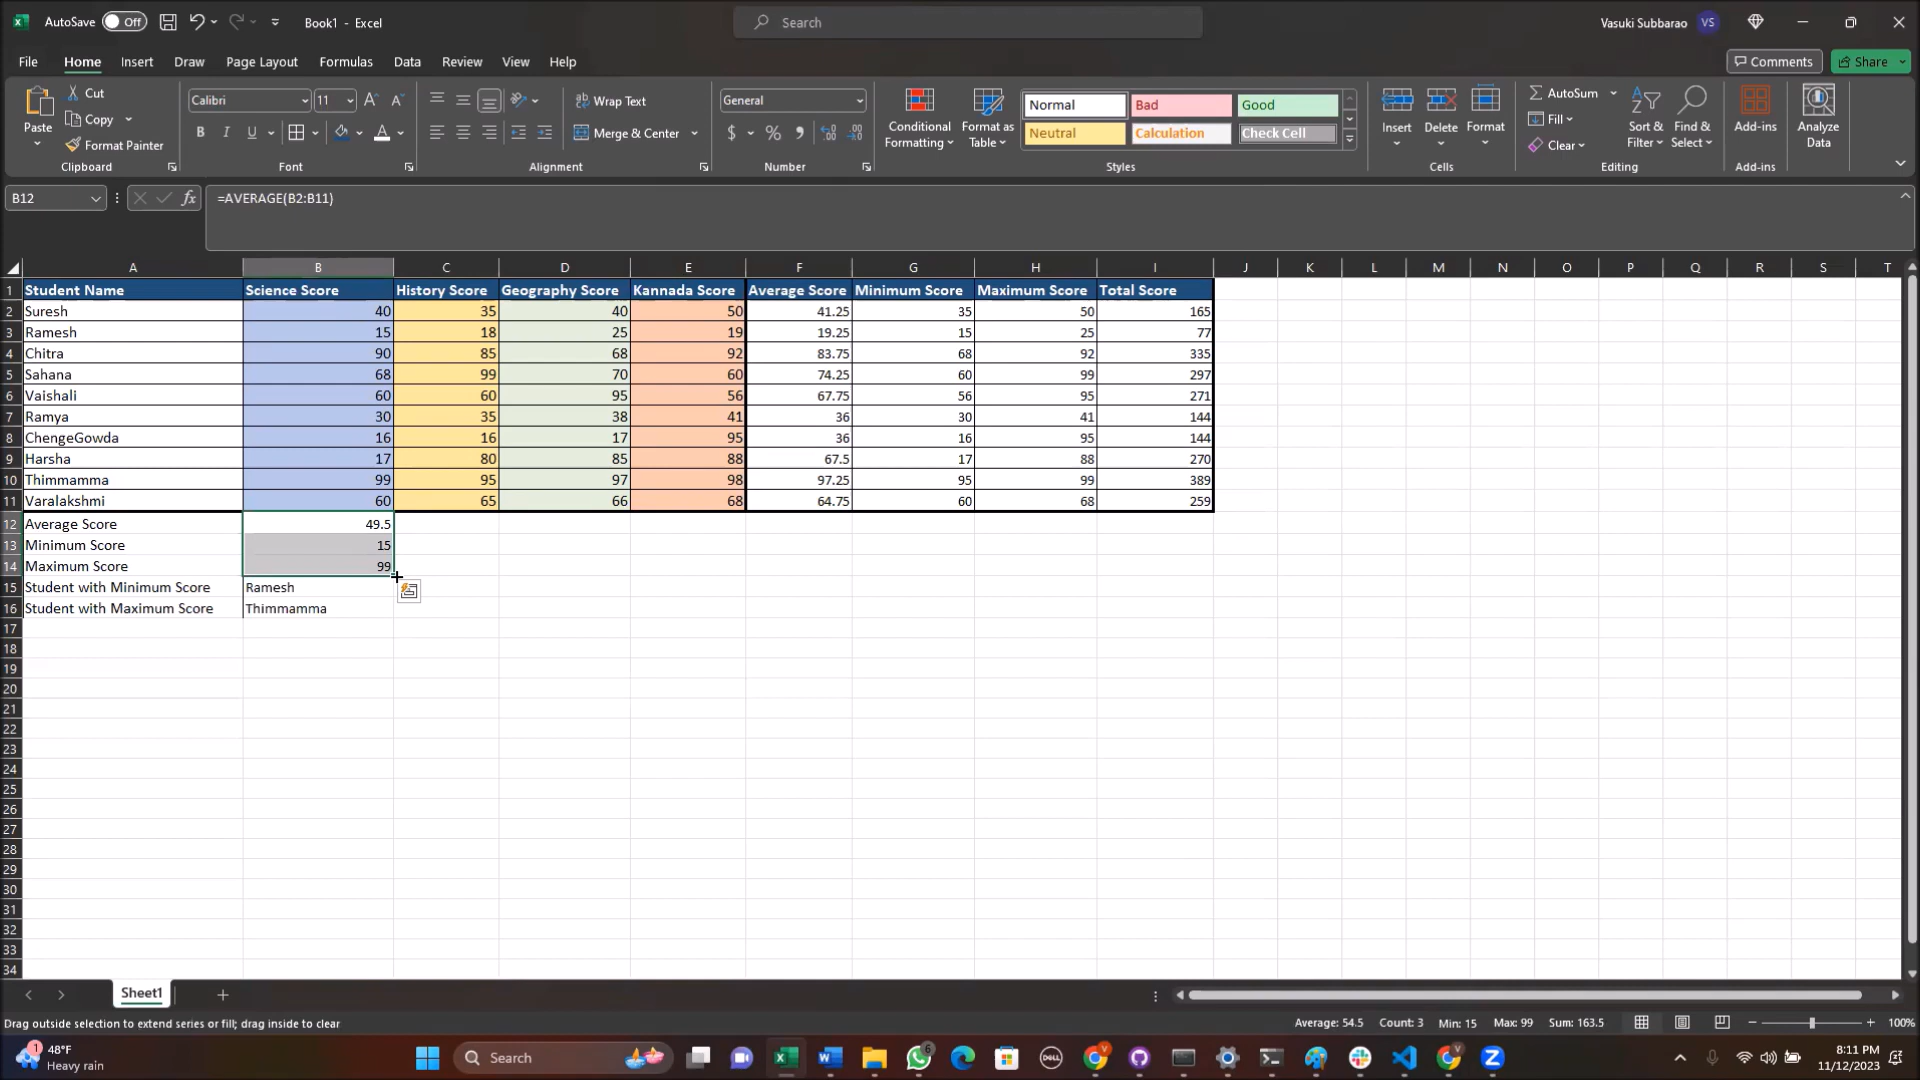 AutoSave Off Book1 - Excel Search Vasuki Subbarao VS
File Home Insert Draw Page Layout Formulas Data Review View Help Comments Share
Paste Cut Copy Format Painter Clipboard
Calibri 11 B I U A Font
Wrap Text Merge & Center Alignment
General $ % , Number
Conditional Formatting Format as Table Normal Bad Good Neutral Calculation Check Cell Styles
Insert Delete Format Cells
AutoSum Fill Clear Sort & Filter Find & Select Editing
Add-ins Add-ins
Analyze Data
B12 fx =AVERAGE(B2:B11)
A B C D E F G H I J K L M N O P Q R S T
1 Student Name Science Score History Score Geography Score Kannada Score Average Score Minimum Score Maximum Score Total Score
2 Suresh 40 35 40 50 41.25 35 50 165
3 Ramesh 15 18 25 19 19.25 15 25 77
4 Chitra 90 85 68 92 83.75 68 92 335
5 Sahana 68 99 70 60 74.25 60 99 297
6 Vaishali 60 60 95 56 67.75 56 95 271
7 Ramya 30 35 38 41 36 30 41 144
8 ChengeGowda 16 16 17 95 36 16 95 144
9 Harsha 17 80 85 88 67.5 17 88 270
10 Thimmamma 99 95 97 98 97.25 95 99 389
11 Varalakshmi 60 65 66 68 64.75 60 68 259
12 Average Score 49.5
13 Minimum Score 15
14 Maximum Score 99
15 Student with Minimum Score Ramesh
16 Student with Maximum Score Thimmamma
17
18
19
20
21
22
23
24
25
26
27
28
29
30
31
32
33
34
Sheet1
Drag outside selection to extend series or fill; drag inside to clear Average: 54.5 Count: 3 Min: 15 Max: 99 Sum: 163.5 100%
1 48°F Search 6 DELL 8:11 PM
Heavy rain 11/12/2023